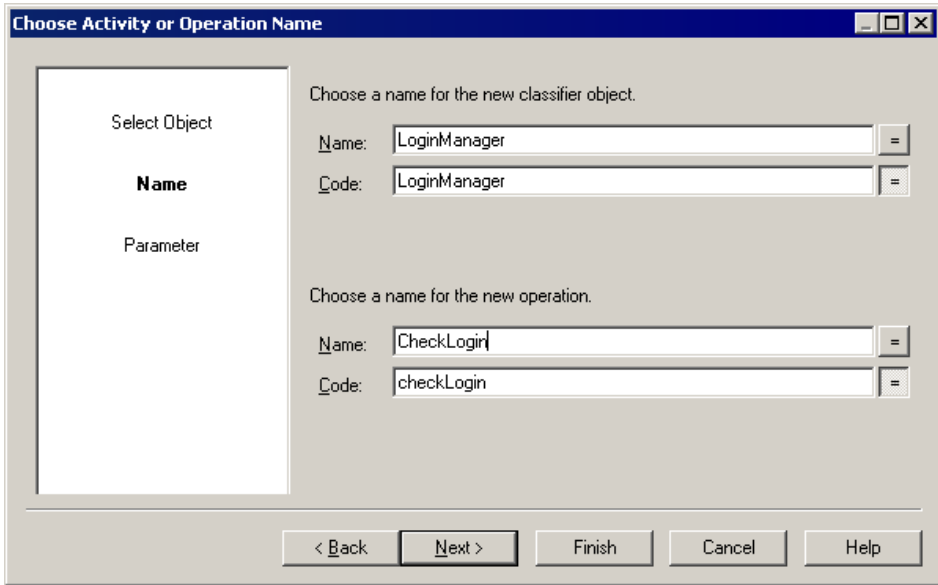 Choose Activity or Operation Name
Select Object
Name
Parameter
Choose a name for the new classifier object.
Name: LoginManager =
Code: LoginManager =
Choose a name for the new operation.
Name: CheckLogin =
Code: checkLogin =
< Back Next > Finish Cancel Help